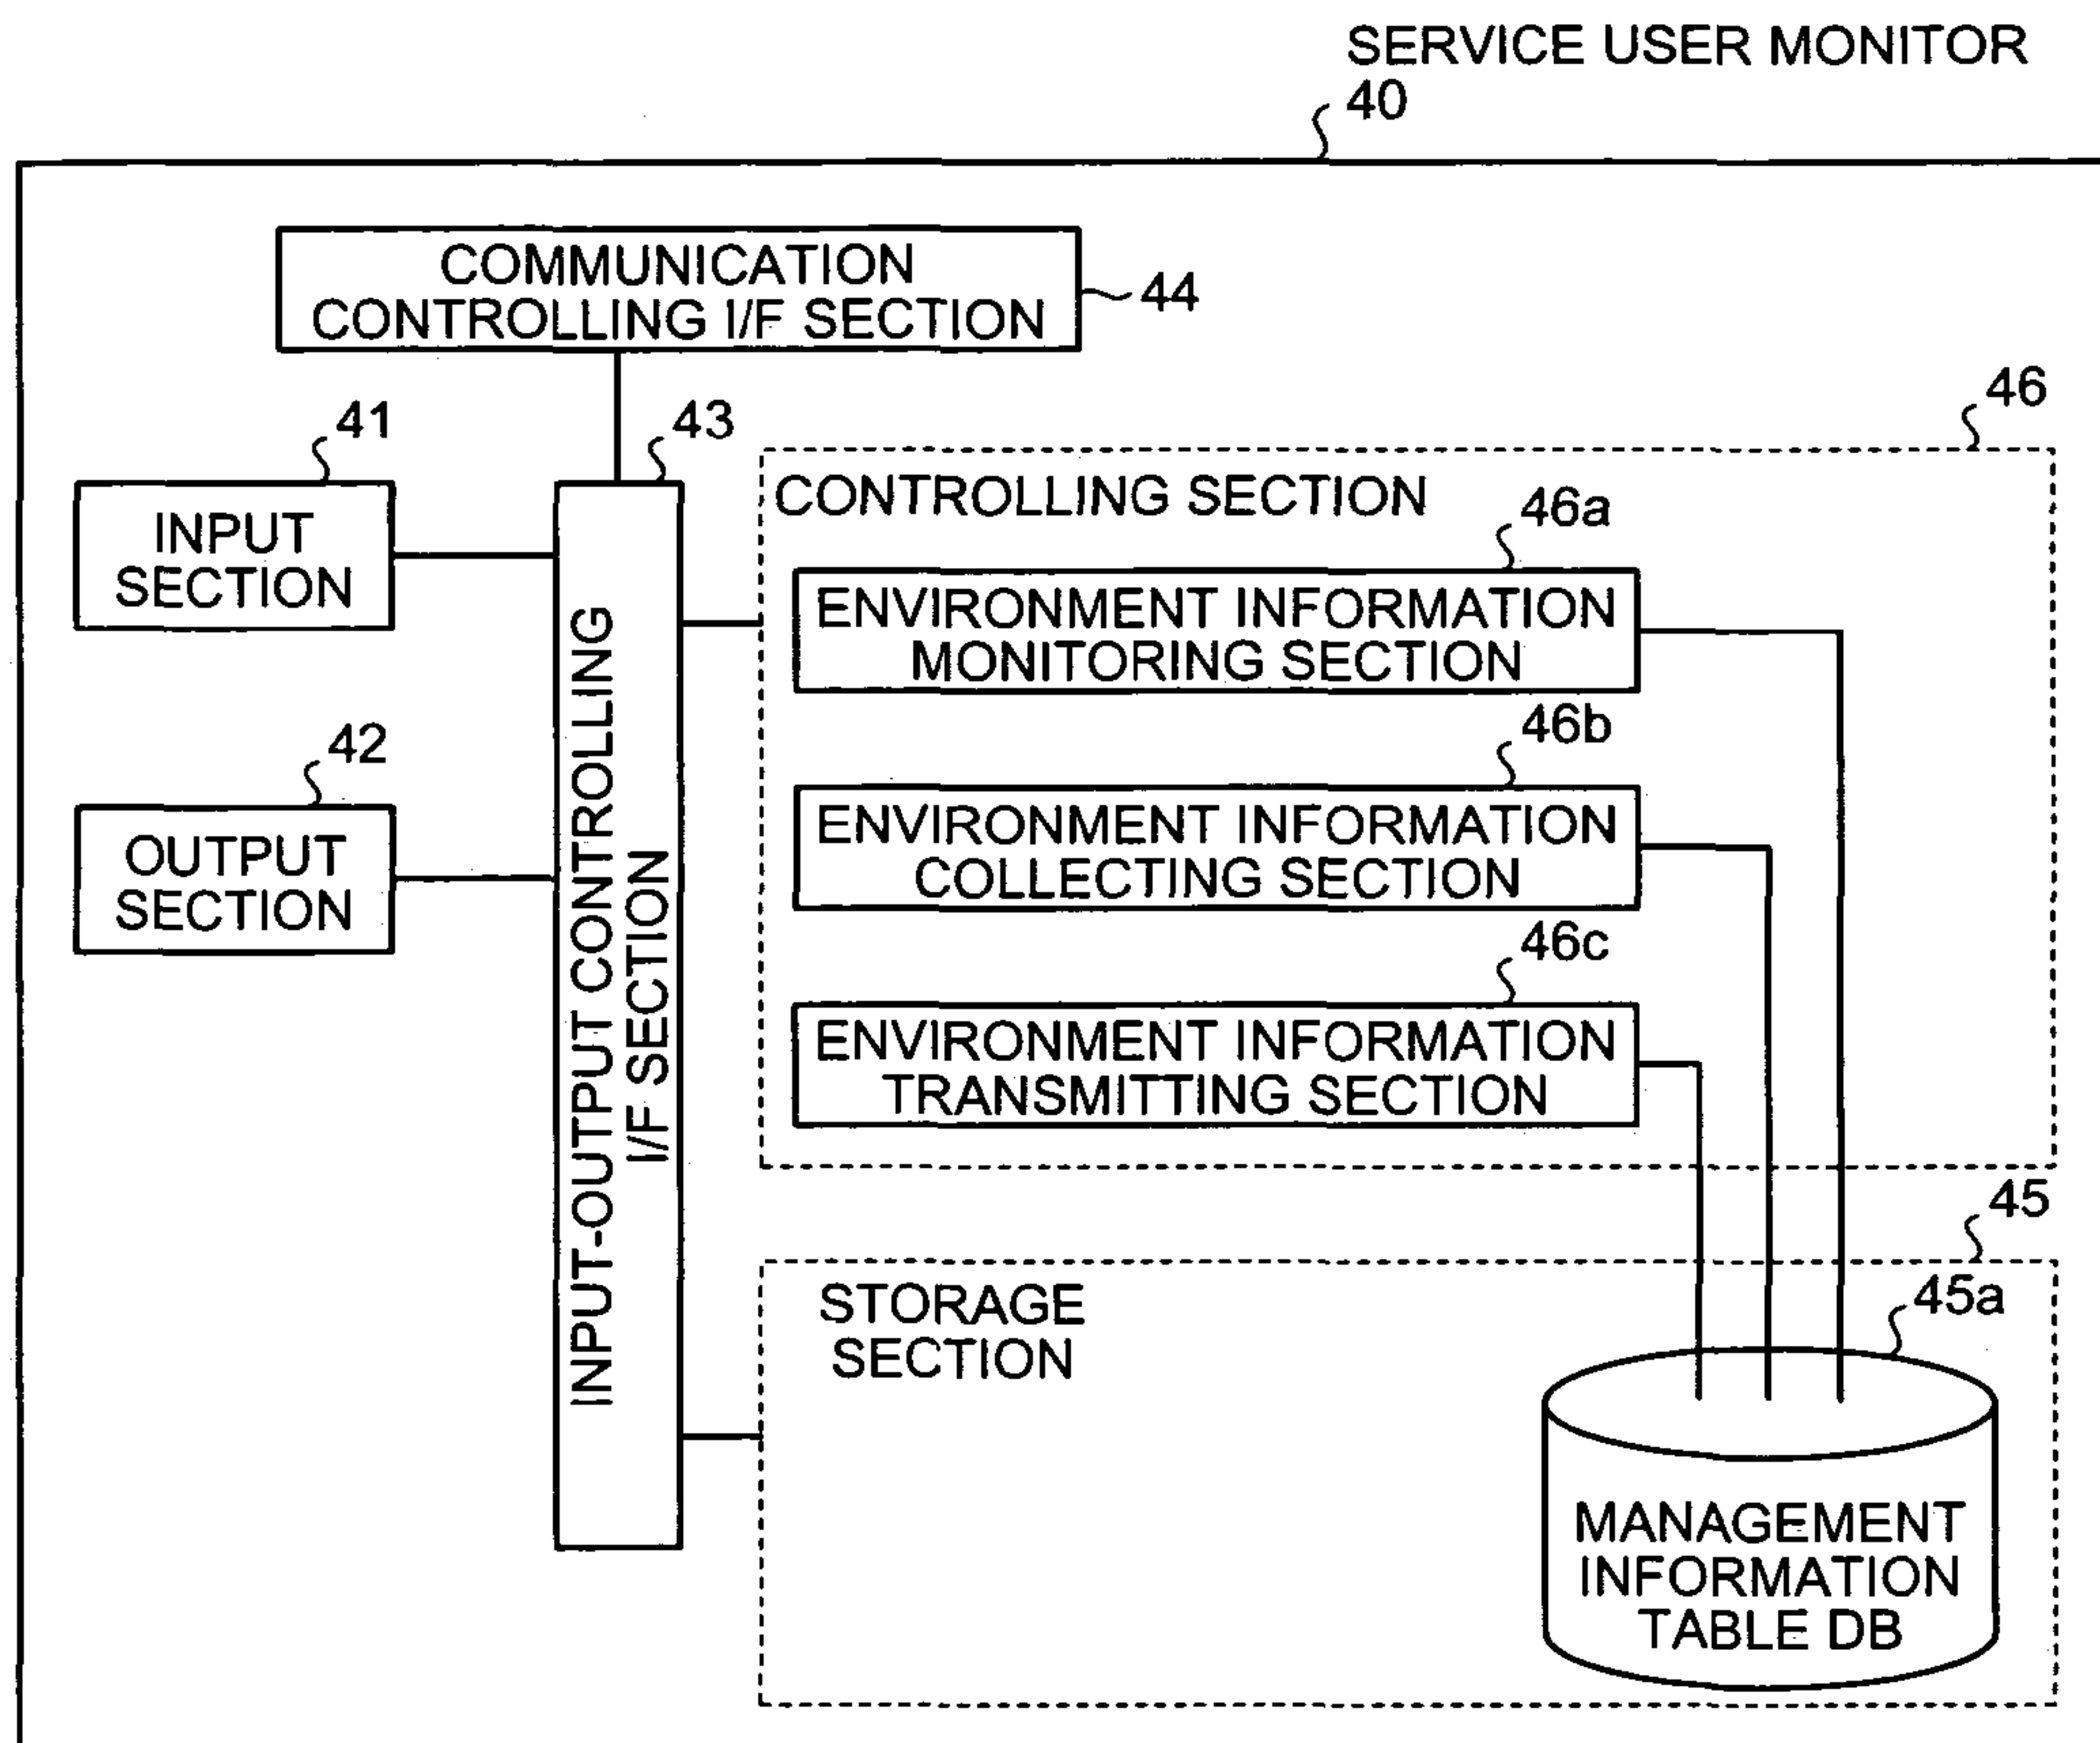 SERVICE USER MONITOR
40
COMMUNICATION
CONTROLLING I/F SECTION
44
46
41
43
CONTROLLING SECTION
46a
INPUT
SECTION
ENVIRONMENT INFORMATION
MONITORING SECTION
46b
42
ENVIRONMENT INFORMATION
COLLECTING SECTION
OUTPUT
SECTION
INPUT-OUTPUT CONTROLLING
I/F SECTION
46c
ENVIRONMENT INFORMATION
TRANSMITTING SECTION
45
STORAGE
SECTION
45a
MANAGEMENT
INFORMATION
TABLE DB